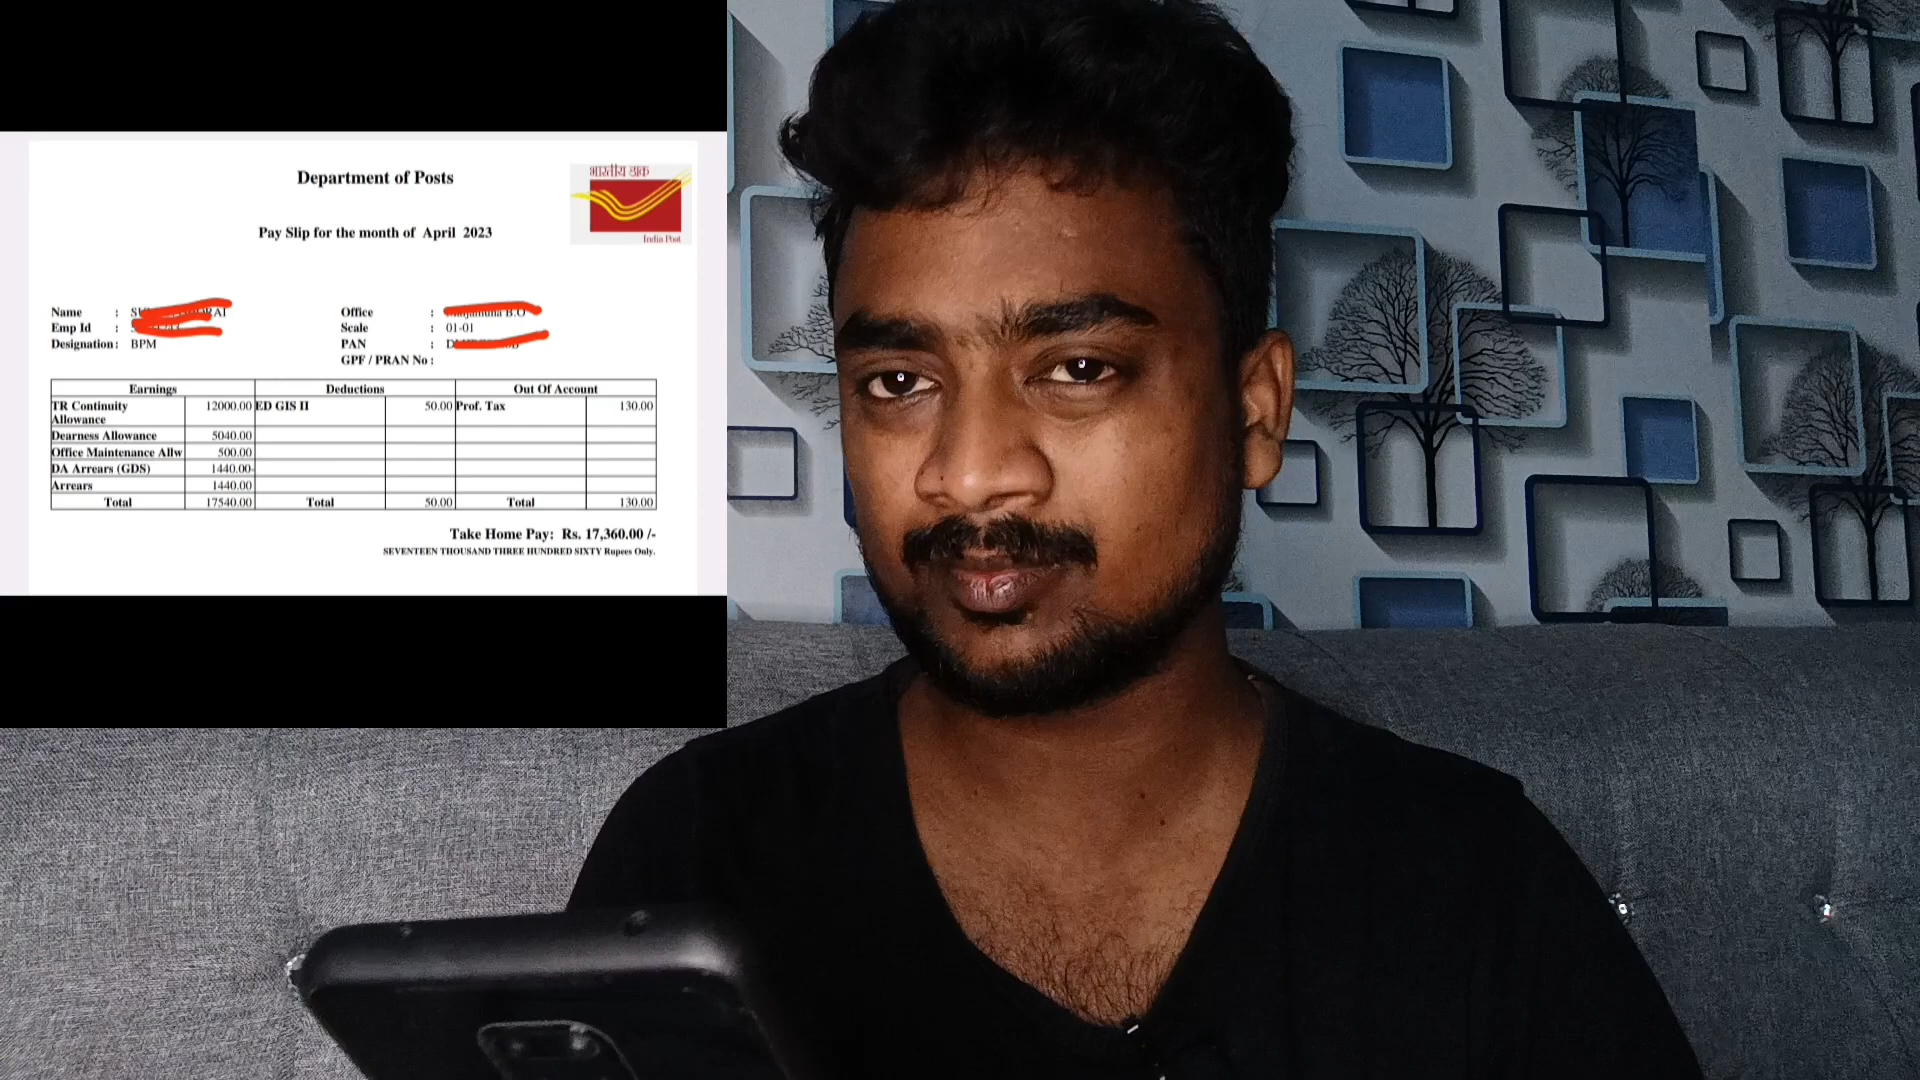 Department of Posts
भारतीय डाक
India Post
Pay Slip for the month of April 2023
Name :
Emp Id :
Designation : BPM
Office : B.O
Scale : 01-01
PAN :
GPF / PRAN No :
Earnings Deductions Out Of Account
TR Continuity Allowance 12000.00 ED GIS II 50.00 Prof. Tax 130.00
Dearness Allowance 5040.00
Office Maintenance Allw 500.00
DA Arrears (GDS) 1440.00-
Arrears 1440.00
Total 17540.00 Total 50.00 Total 130.00
Take Home Pay: Rs. 17,360.00 /-
SEVENTEEN THOUSAND THREE HUNDRED SIXTY Rupees Only.